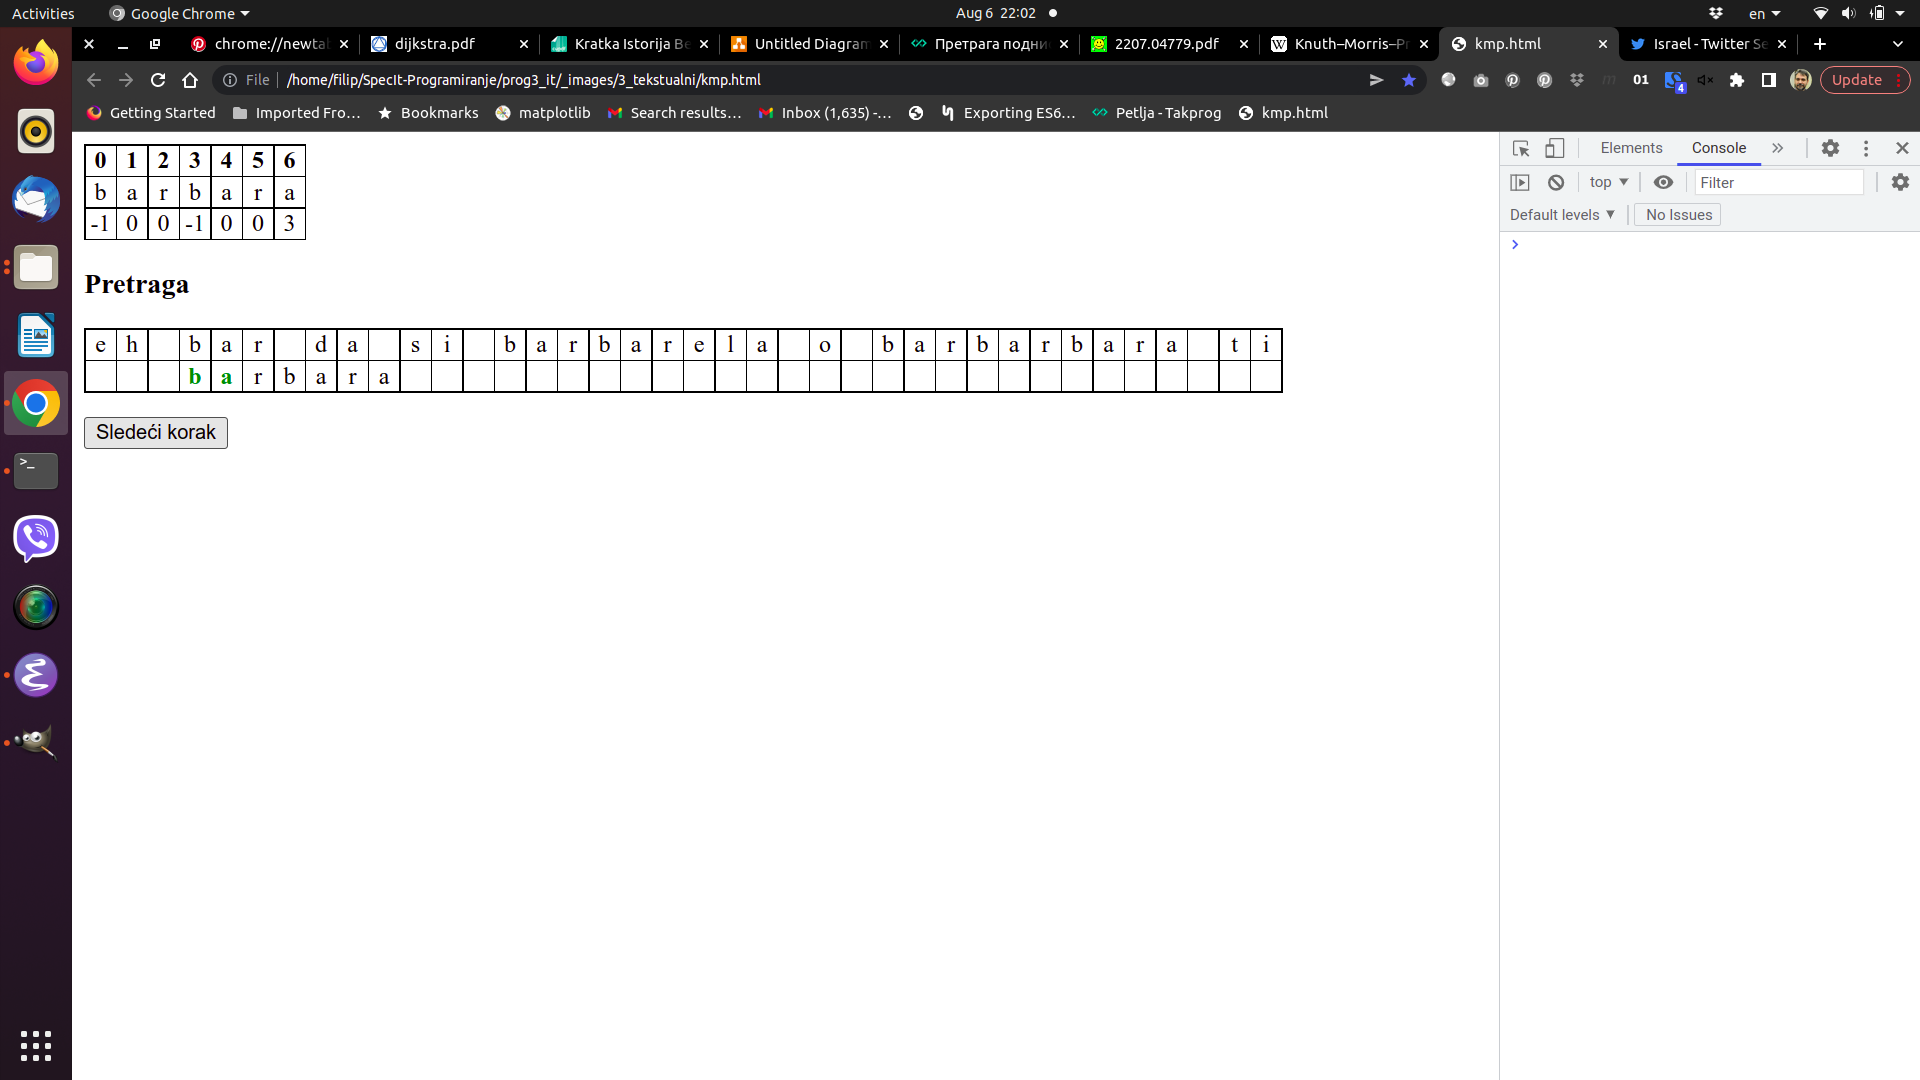 Activities Google Chrome Aug 6 22:02 en
chrome://newta dijkstra.pdf Kratka Istorija Be Untitled Diagram Претрага подни 2207.04779.pdf Knuth–Morris–Pr kmp.html Israel - Twitter Se
File /home/filip/SpecIt-Programiranje/prog3_it/_images/3_tekstualni/kmp.html 01 4 Update
Getting Started Imported Fro... Bookmarks matplotlib Search results... Inbox (1,635) -... Exporting ES6... Petlja - Takprog kmp.html
Elements Console
top Filter
Default levels No Issues
0 1 2 3 4 5 6
b a r b a r a
-1 0 0 -1 0 0 3
Pretraga
e h b a r d a s i b a r b a r e l a o b a r b a r b a r a t i
b a r b a r a
Sledeći korak